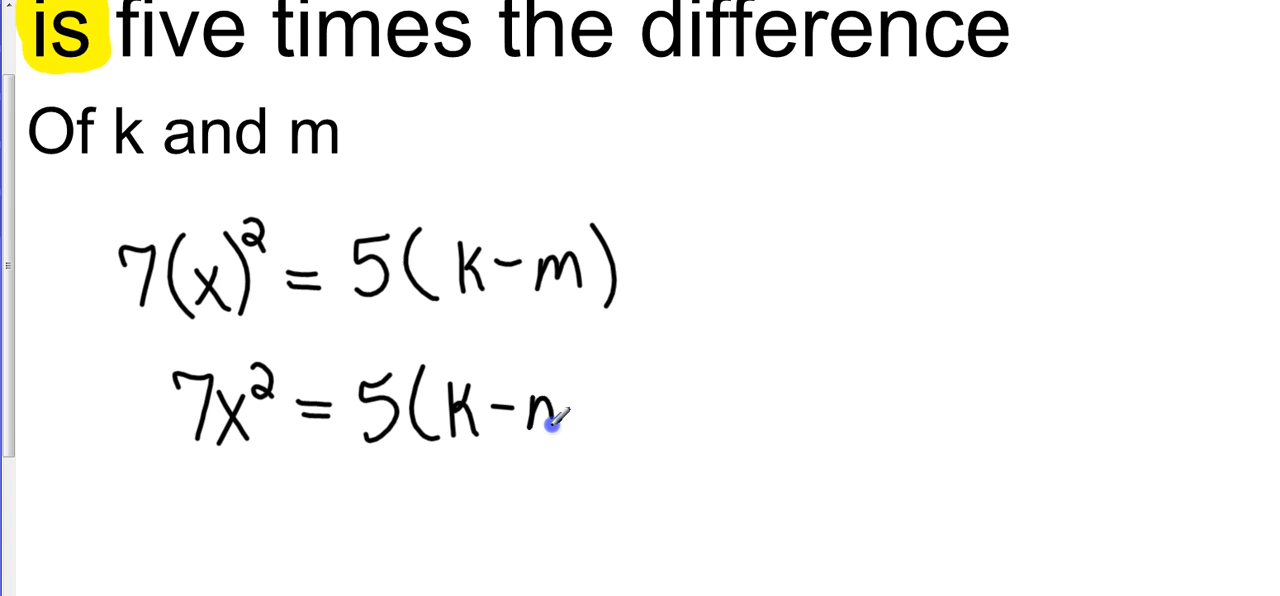 is five times the difference
Of k and m
7(x)² = 5(k-m)
7x² = 5(k-n